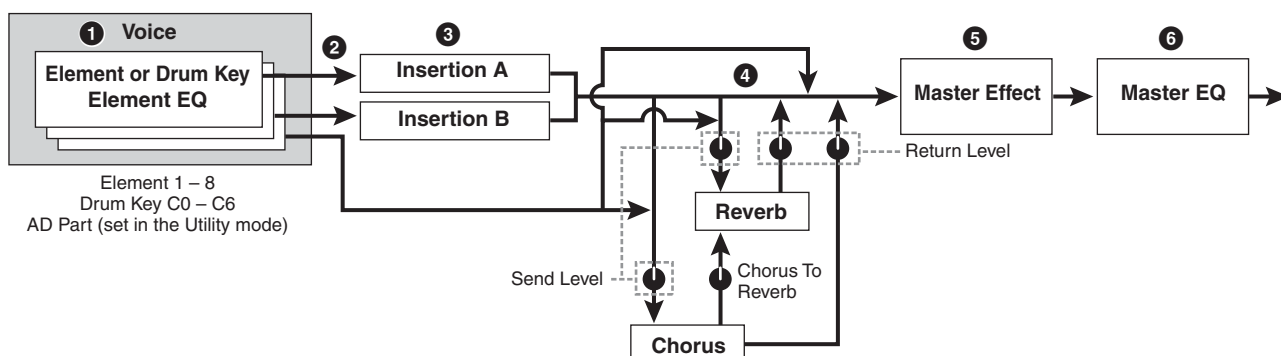 1 Voice
Element or Drum Key
Element EQ
Element 1 – 8
Drum Key C0 – C6
AD Part (set in the Utility mode)
2
3
Insertion A
Insertion B
4
5
Master Effect
6
Master EQ
Return Level
Reverb
Send Level
Chorus To
Reverb
Chorus